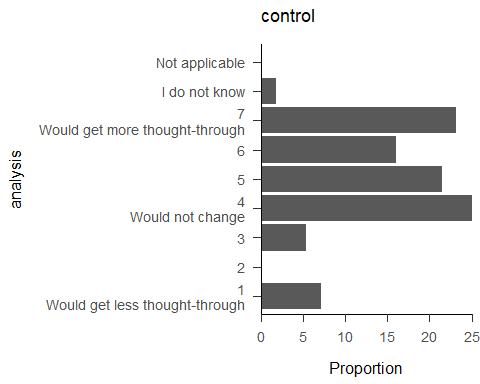 control
Not applicable
I do not know
7
Would get more thought-through
6
5
4
Would not change
3
2
1
Would get less thought-through
analysis
0 5 10 15 20 25
Proportion